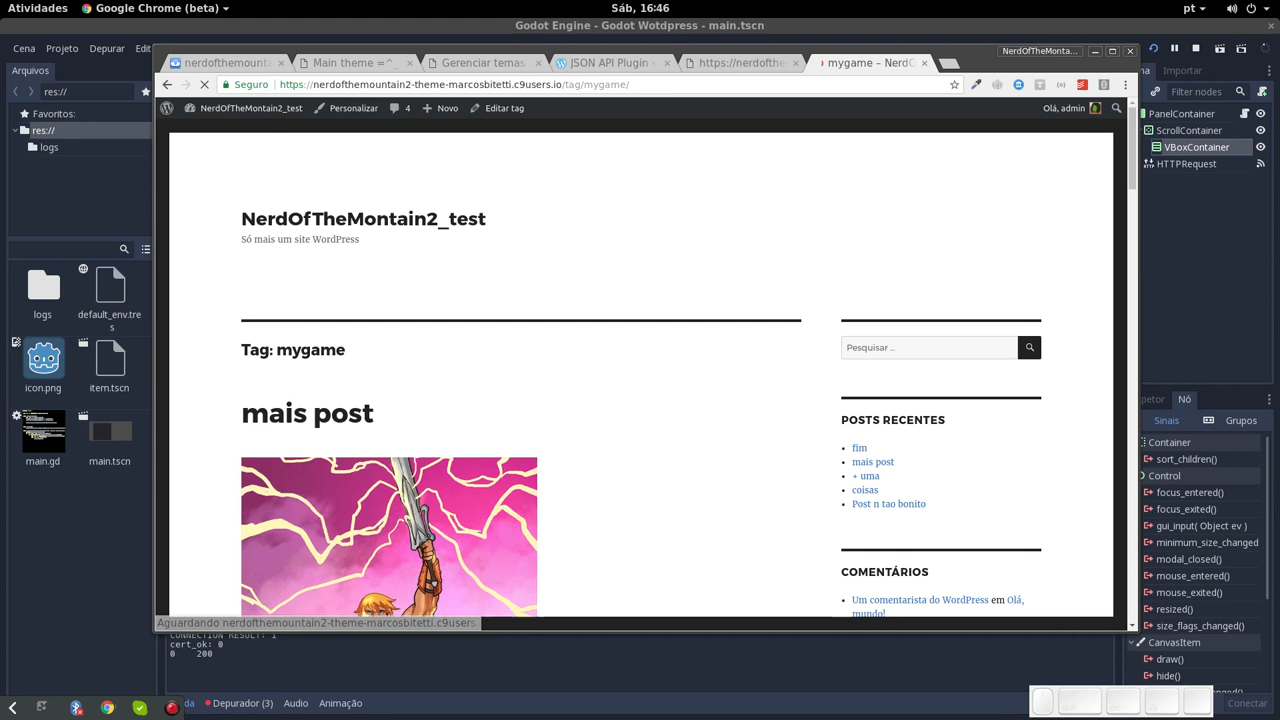 Atividades
Google Chrome (beta)
Sáb, 16:46
pt
Godot Engine - Godot Wotdpress - main.tscn
Cena Projeto Depurar
NerdOfTheMonta...
Arquivos
res://
Favoritos:
res://
logs
logs
default_env.tre
s
icon.png
item.tscn
main.gd
main.tscn
nerdofthemounta
Main theme =^_
Gerenciar temas
JSON API Plugin
https://nerdofthe
mygame – NerdO
Seguro
https://nerdofthemountain2-theme-marcosbitetti.c9users.io/tag/mygame/
NerdOfTheMontain2_test
Personalizar
4
Novo
Editar tag
Olá, admin
NerdOfTheMontain2_test
Só mais um site WordPress
Tag: mygame
mais post
Pesquisar ...
POSTS RECENTES
fim
mais post
+ uma
coisas
Post n tao bonito
COMENTÁRIOS
Um comentarista do WordPress em Olá,
mundo!
Aguardando nerdofthemountain2-theme-marcosbitetti.c9users
CONNECTION RESULT: 1
cert_ok: 0
0 200
Depurador (3)
Audio
Animação
Importar
Filter nodes
PanelContainer
ScrollContainer
VBoxContainer
HTTPRequest
Nó
Sinais
Grupos
Container
sort_children()
Control
focus_entered()
focus_exited()
gui_input( Object ev )
minimum_size_changed
modal_closed()
mouse_entered()
mouse_exited()
resized()
size_flags_changed()
CanvasItem
draw()
hide()
Conectar